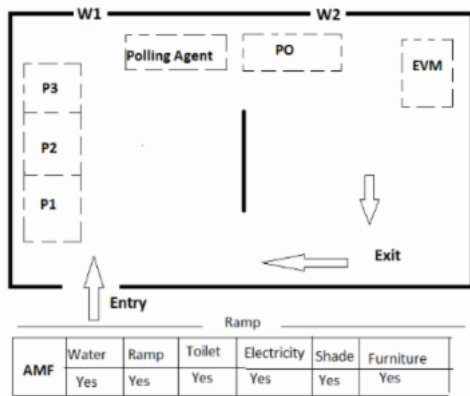 W1 W2
Polling Agent PO EVM
P3
P2
P1
Exit
Entry
Ramp
AMF Water Ramp Toilet Electricity Shade Furniture
Yes Yes Yes Yes Yes Yes